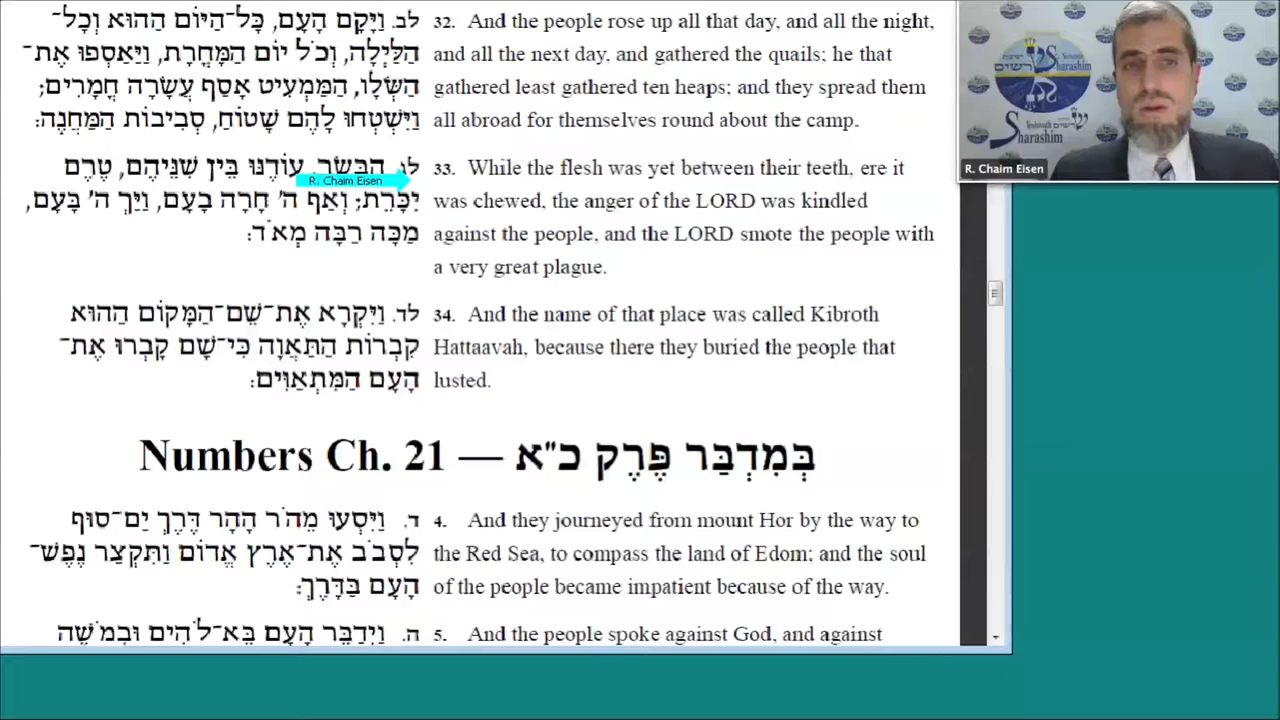 לב. וַיָּקָם הָעָם, כָּל־הַיּוֹם הַהוּא וְכָל־
הַלַּיְלָה, וְכֹל יוֹם הַמָּחֳרָת, וַיַּאַסְפוּ אֶת־
הַשְּׂלָו, הַמַּמְעִיט אָסַף עֲשָׂרָה חֳמָרִים;
וַיִּשְׁטְחוּ לָהֶם שָׁטוֹחַ, סְבִיבוֹת הַמַּחֲנֶה:
32. And the people rose up all that day, and all the night,
and all the next day, and gathered the quails; he that
gathered least gathered ten heaps; and they spread them
all abroad for themselves round about the camp.
לג. הַבָּשָׂר, עוֹדֶנּוּ בֵּין שִׁנֵּיהֶם, טֶרֶם
יִכָּרֵת; וְאַף ה' חָרָה בָעָם, וַיַּךְ ה' בָּעָם,
מַכָּה רַבָּה מְאֹד:
R. Chaim Eisen
33. While the flesh was yet between their teeth, ere it
was chewed, the anger of the LORD was kindled
against the people, and the LORD smote the people with
a very great plague.
לד. וַיִּקְרָא אֶת־שֵׁם־הַמָּקוֹם הַהוּא
קִבְרוֹת הַתַּאֲוָה כִּי־שָׁם קָבְרוּ אֶת־
הָעָם הַמִּתְאַוִּים:
34. And the name of that place was called Kibroth
Hattaavah, because there they buried the people that
lusted.
Numbers Ch. 21 — בְּמִדְבַּר פֶּרֶק כ"א
ד. וַיִּסְעוּ מֵהֹר הָהָר דֶּרֶךְ יַם־סוּף
לִסְבֹב אֶת־אֶרֶץ אֱדוֹם וַתִּקְצַר נֶפֶשׁ־
הָעָם בַּדָּרֶךְ:
4. And they journeyed from mount Hor by the way to
the Red Sea, to compass the land of Edom; and the soul
of the people became impatient because of the way.
ה. וַיְדַבֵּר הָעָם בֵּא־לֹהִים וּבְמֹשֶׁה
5. And the people spoke against God, and against
Yeshivath
Sharashim
ישיבת שרשים
Yeshivath
Sharashim
R. Chaim Eisen